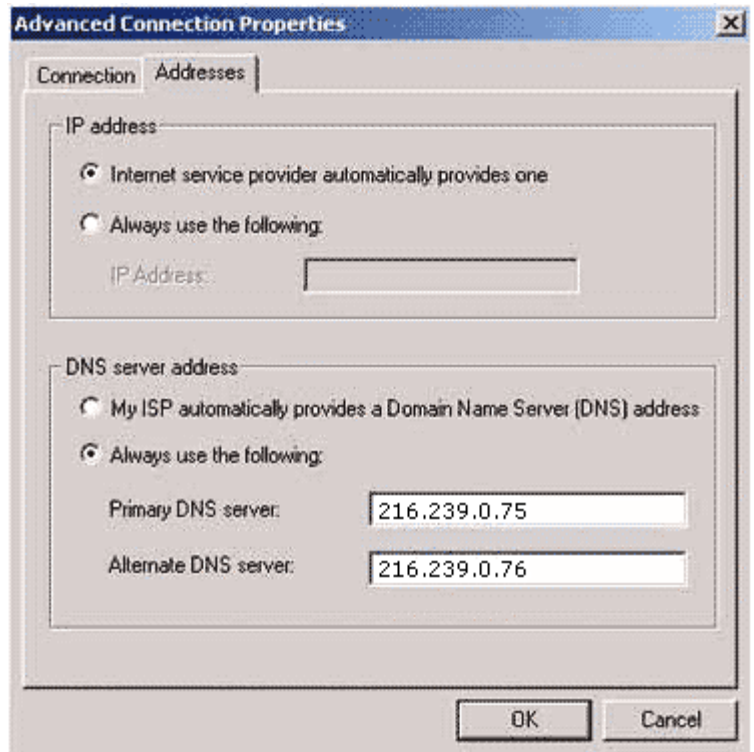 Advanced Connection Properties
Connection
Addresses
IP address
Internet service provider automatically provides one
Always use the following:
IP Address:
DNS server address
My ISP automatically provides a Domain Name Server (DNS) address
Always use the following:
Primary DNS server: 216.239.0.75
Alternate DNS server: 216.239.0.76
OK
Cancel